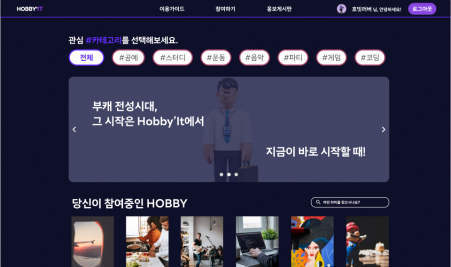 HOBBY'IT
이용가이드
참여하기
홍보게시판
호잇러버 님, 안녕하세요!
로그아웃
관심 #카테고리를 선택해보세요.
전체
#공예
#스터디
#운동
#음악
#파티
#게임
#코딩
부캐 전성시대,
그 시작은 Hobby'It에서
지금이 바로 시작할 때!
당신이 참여중인 HOBBY